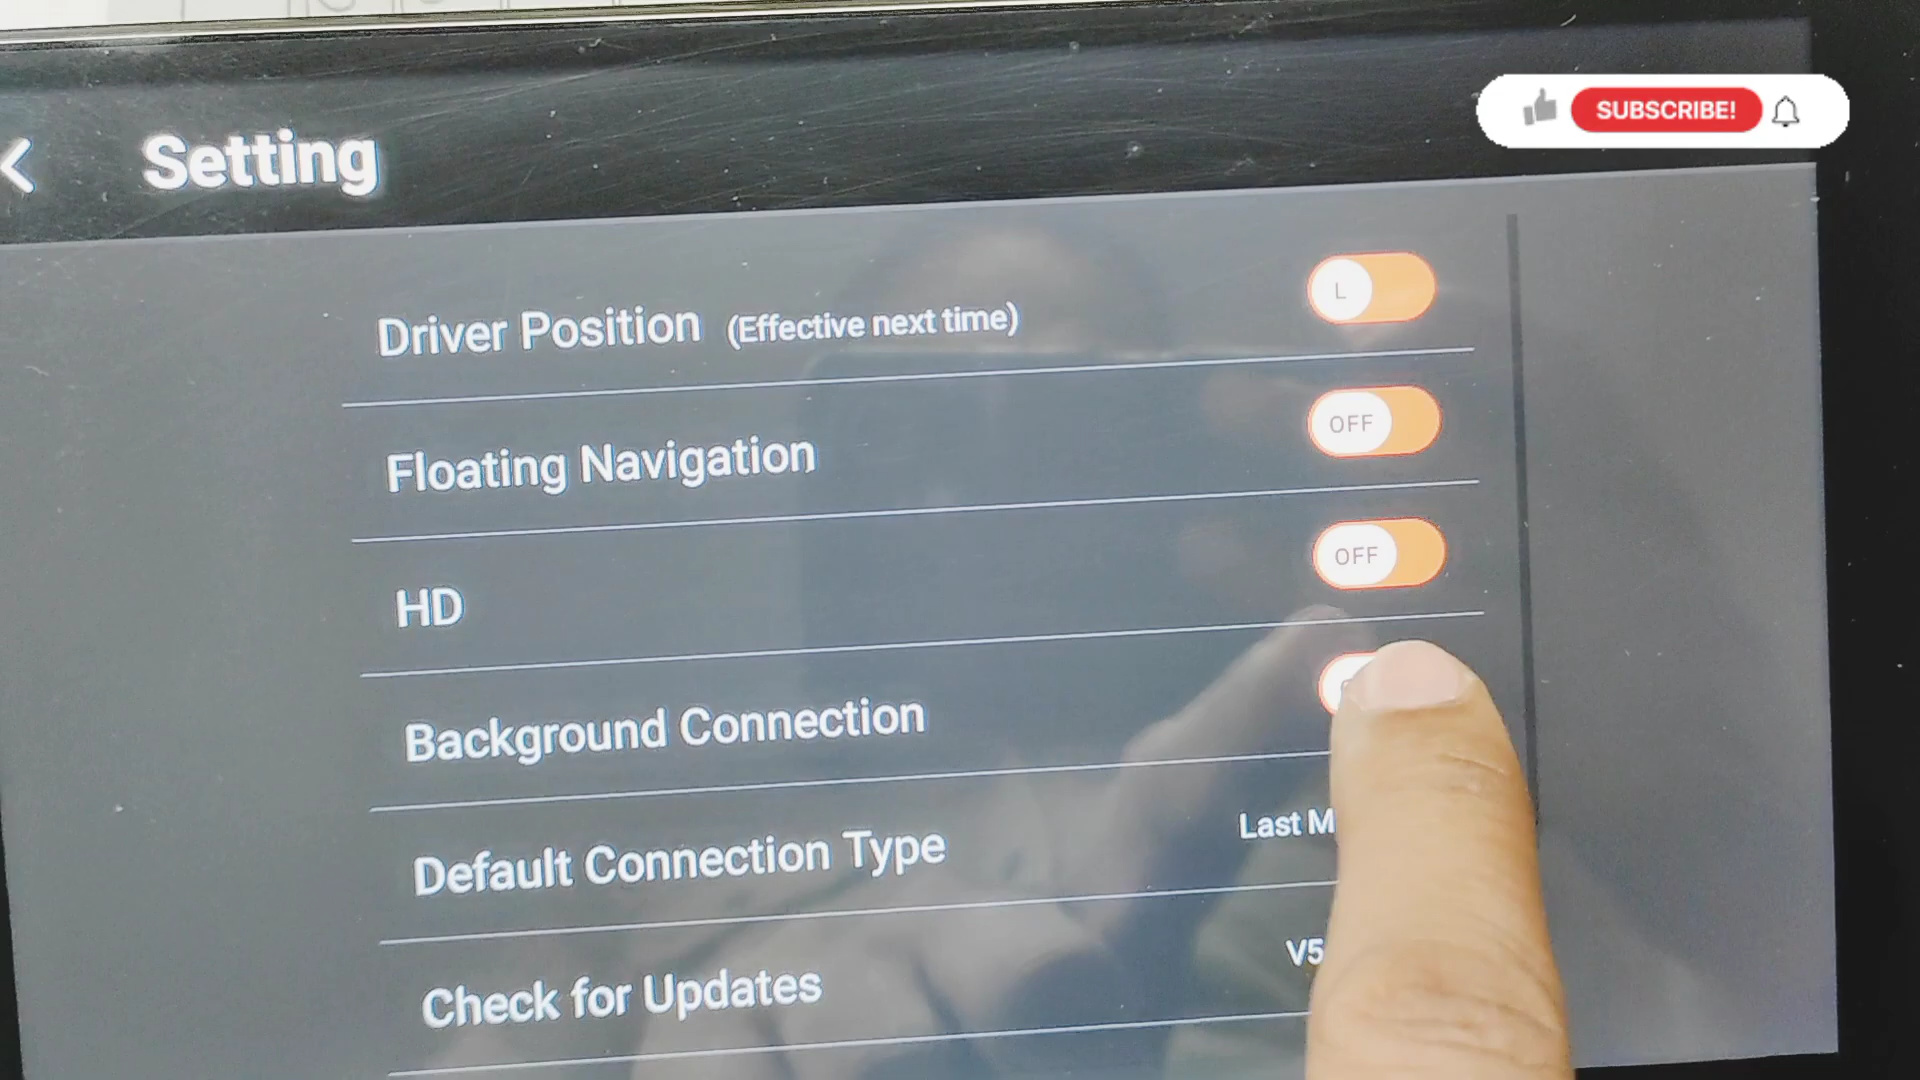 SUBSCRIBE!
Setting
Driver Position (Effective next time) L
Floating Navigation OFF
HD OFF
Background Connection
Default Connection Type Last M
Check for Updates V5